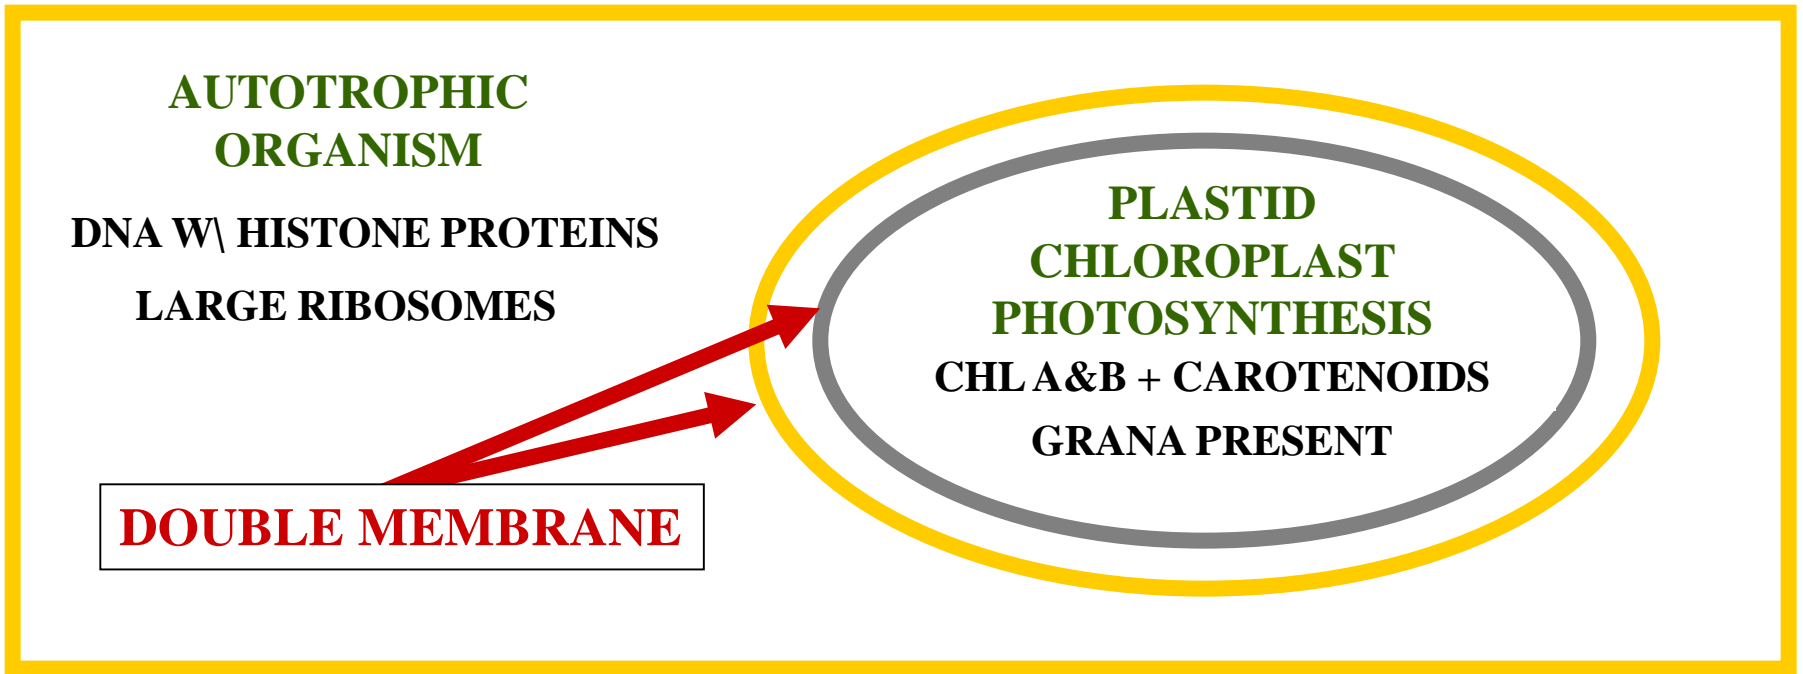 AUTOTROPHIC
ORGANISM
DNA W\ HISTONE PROTEINS
LARGE RIBOSOMES
DOUBLE MEMBRANE
PLASTID
CHLOROPLAST
PHOTOSYNTHESIS
CHL A&B + CAROTENOIDS
GRANA PRESENT